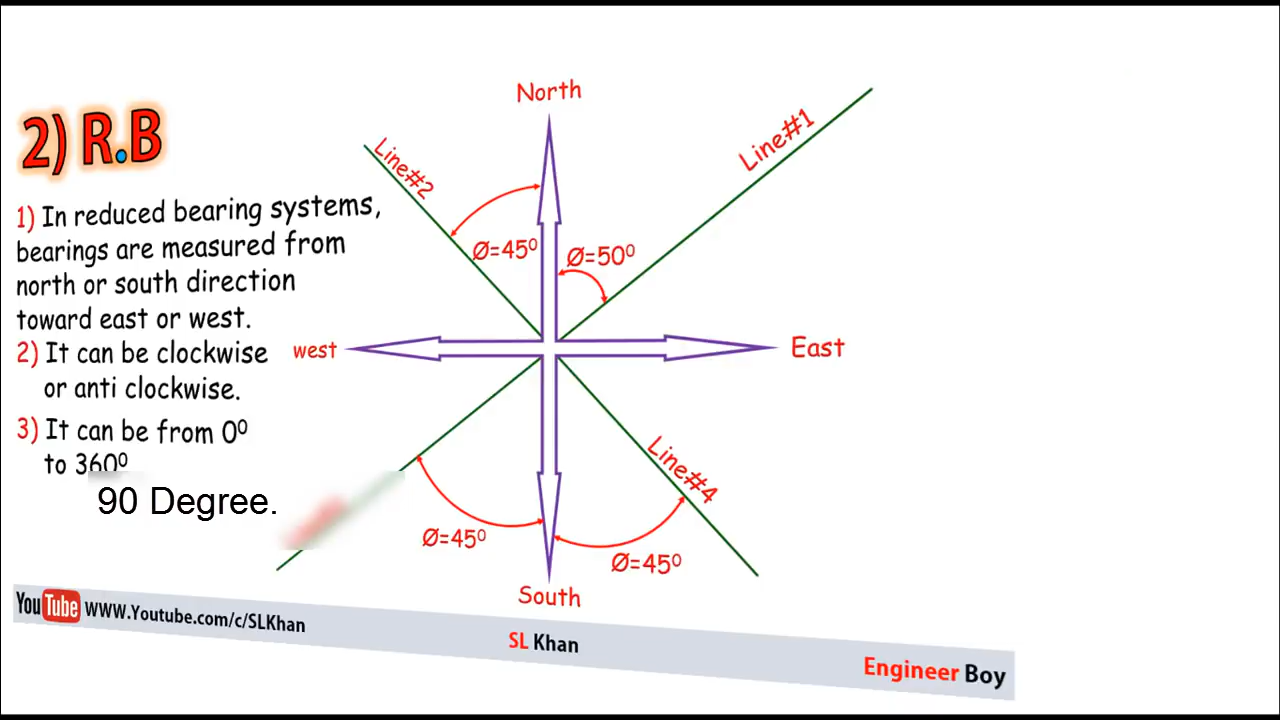 North
2) R.B
Line#1
Line#2
1) In reduced bearing systems,
bearings are measured from
north or south direction
toward east or west.
2) It can be clockwise
or anti clockwise.
3) It can be from 0⁰
to 360⁰
90 Degree.
Ø=45⁰
Ø=50⁰
west
East
Line#4
Ø=45⁰
Ø=45⁰
South
YouTube WWW.Youtube.com/c/SLKhan
SL Khan
Engineer Boy